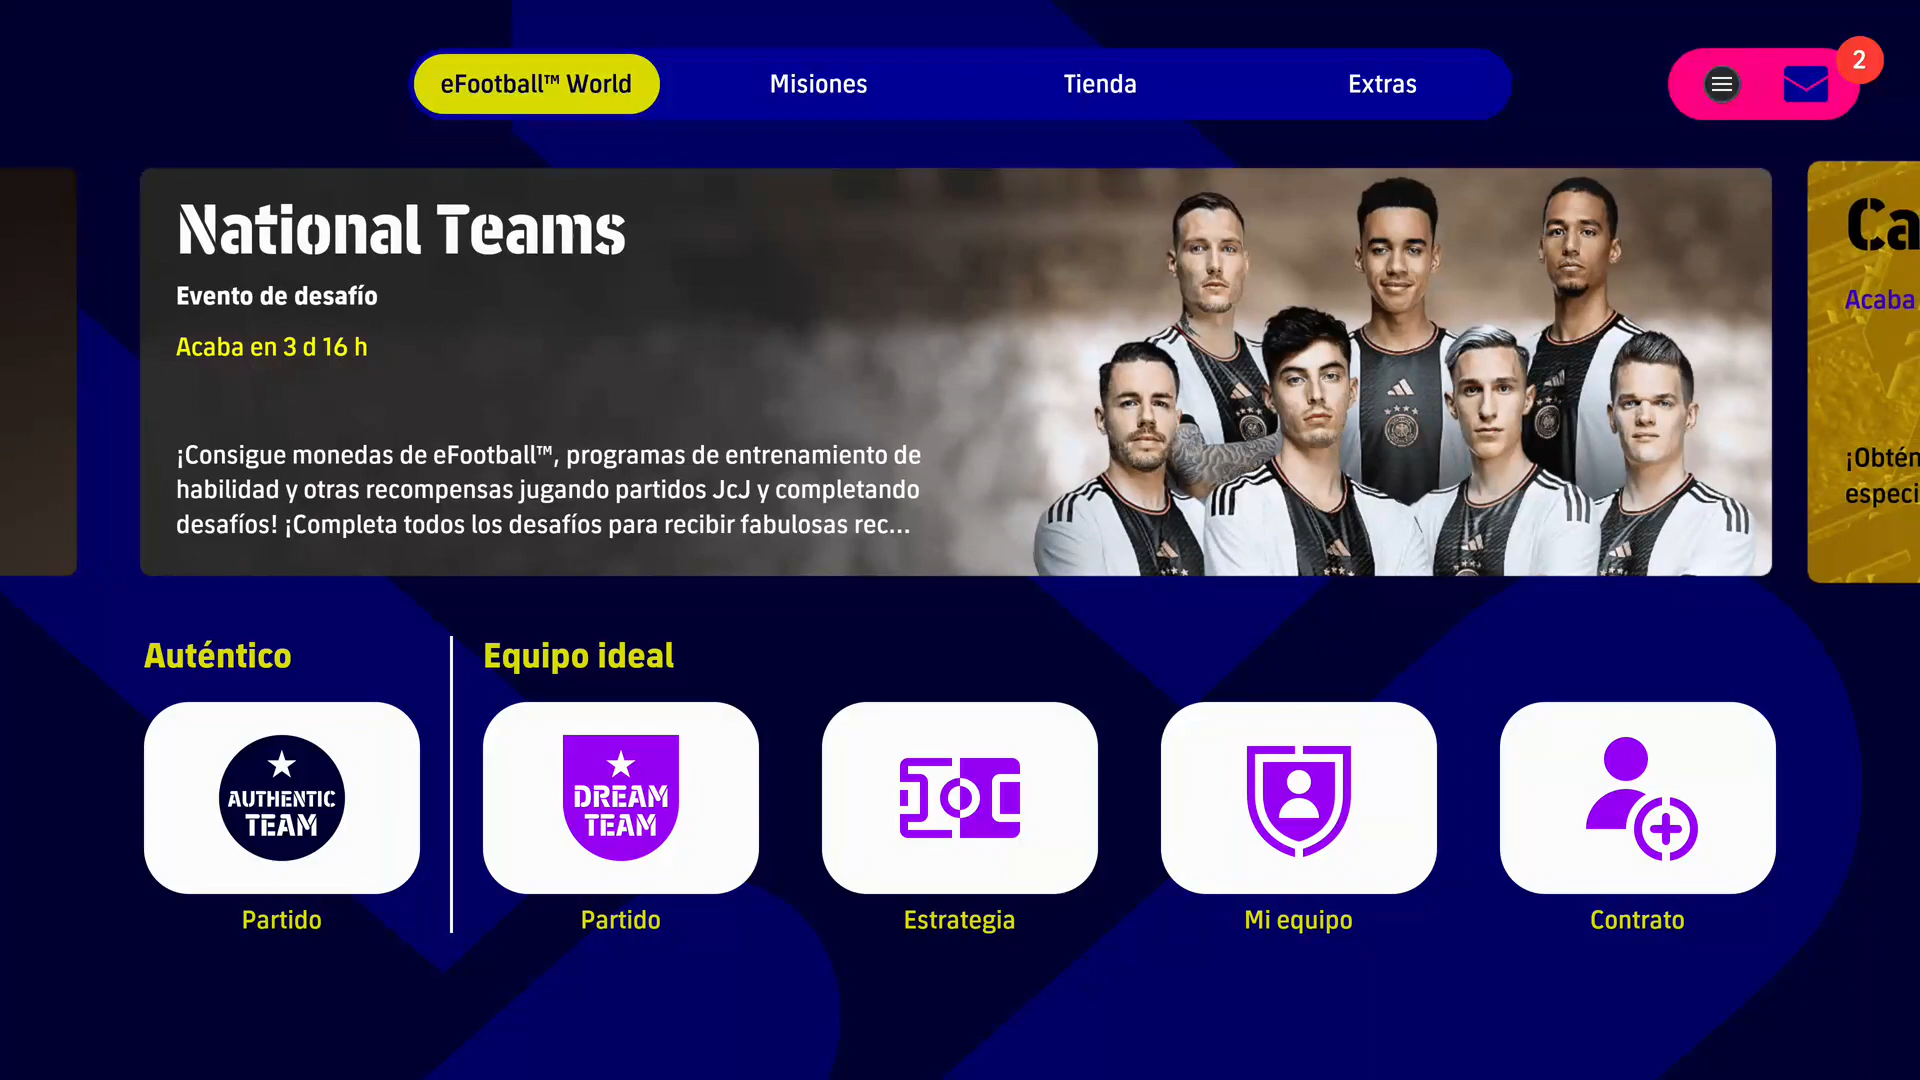 eFootball™ World
Misiones
Tienda
Extras
2
National Teams
Evento de desafío
Acaba en 3 d 16 h
¡Consigue monedas de eFootball™, programas de entrenamiento de
habilidad y otras recompensas jugando partidos JcJ y completando
desafíos! ¡Completa todos los desafíos para recibir fabulosas rec...
Ca
Acaba
¡Obtén
especi
Auténtico
Equipo ideal
AUTHENTIC
TEAM
DREAM
TEAM
Partido
Partido
Estrategia
Mi equipo
Contrato